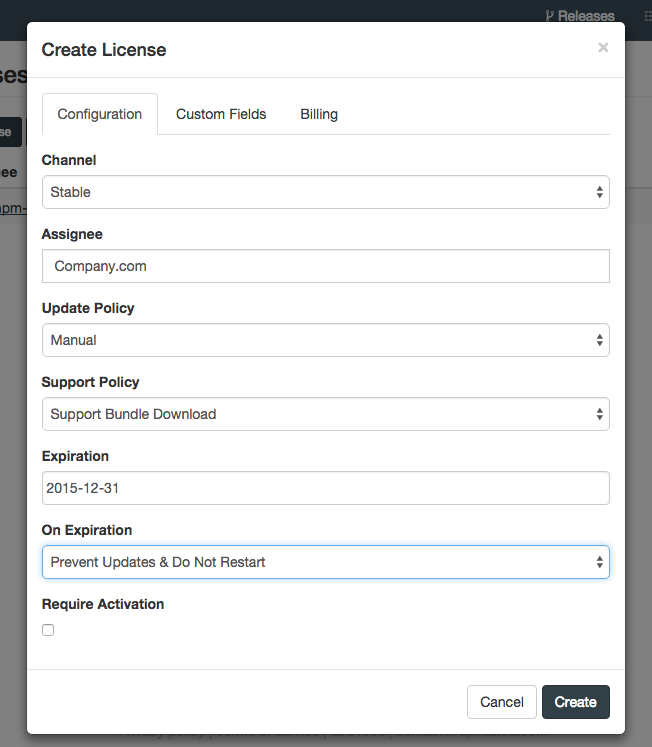 Releases
Create License
×
Configuration
Custom Fields
Billing
Channel
Stable
Assignee
Company.com
Update Policy
Manual
Support Policy
Support Bundle Download
Expiration
2015-12-31
On Expiration
Prevent Updates & Do Not Restart
Require Activation
Cancel
Create